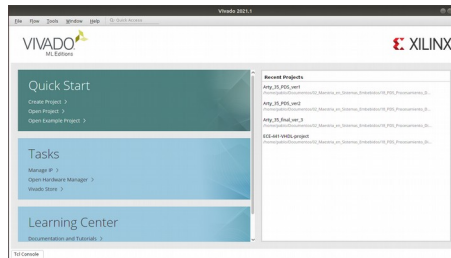 Vivado 2021.1
File Flow Tools Window Help Q- Quick Access
VIVADO
ML Editions
XILINX
Quick Start
Create Project >
Open Project >
Open Example Project >
Tasks
Manage IP >
Open Hardware Manager >
Vivado Store >
Learning Center
Documentation and Tutorials >
Recent Projects
Arty_35_PDS_ver1
Arty_35_PDS_ver2
Arty_35_final_ver_3
ECE-441-VHDL-project
Tcl Console